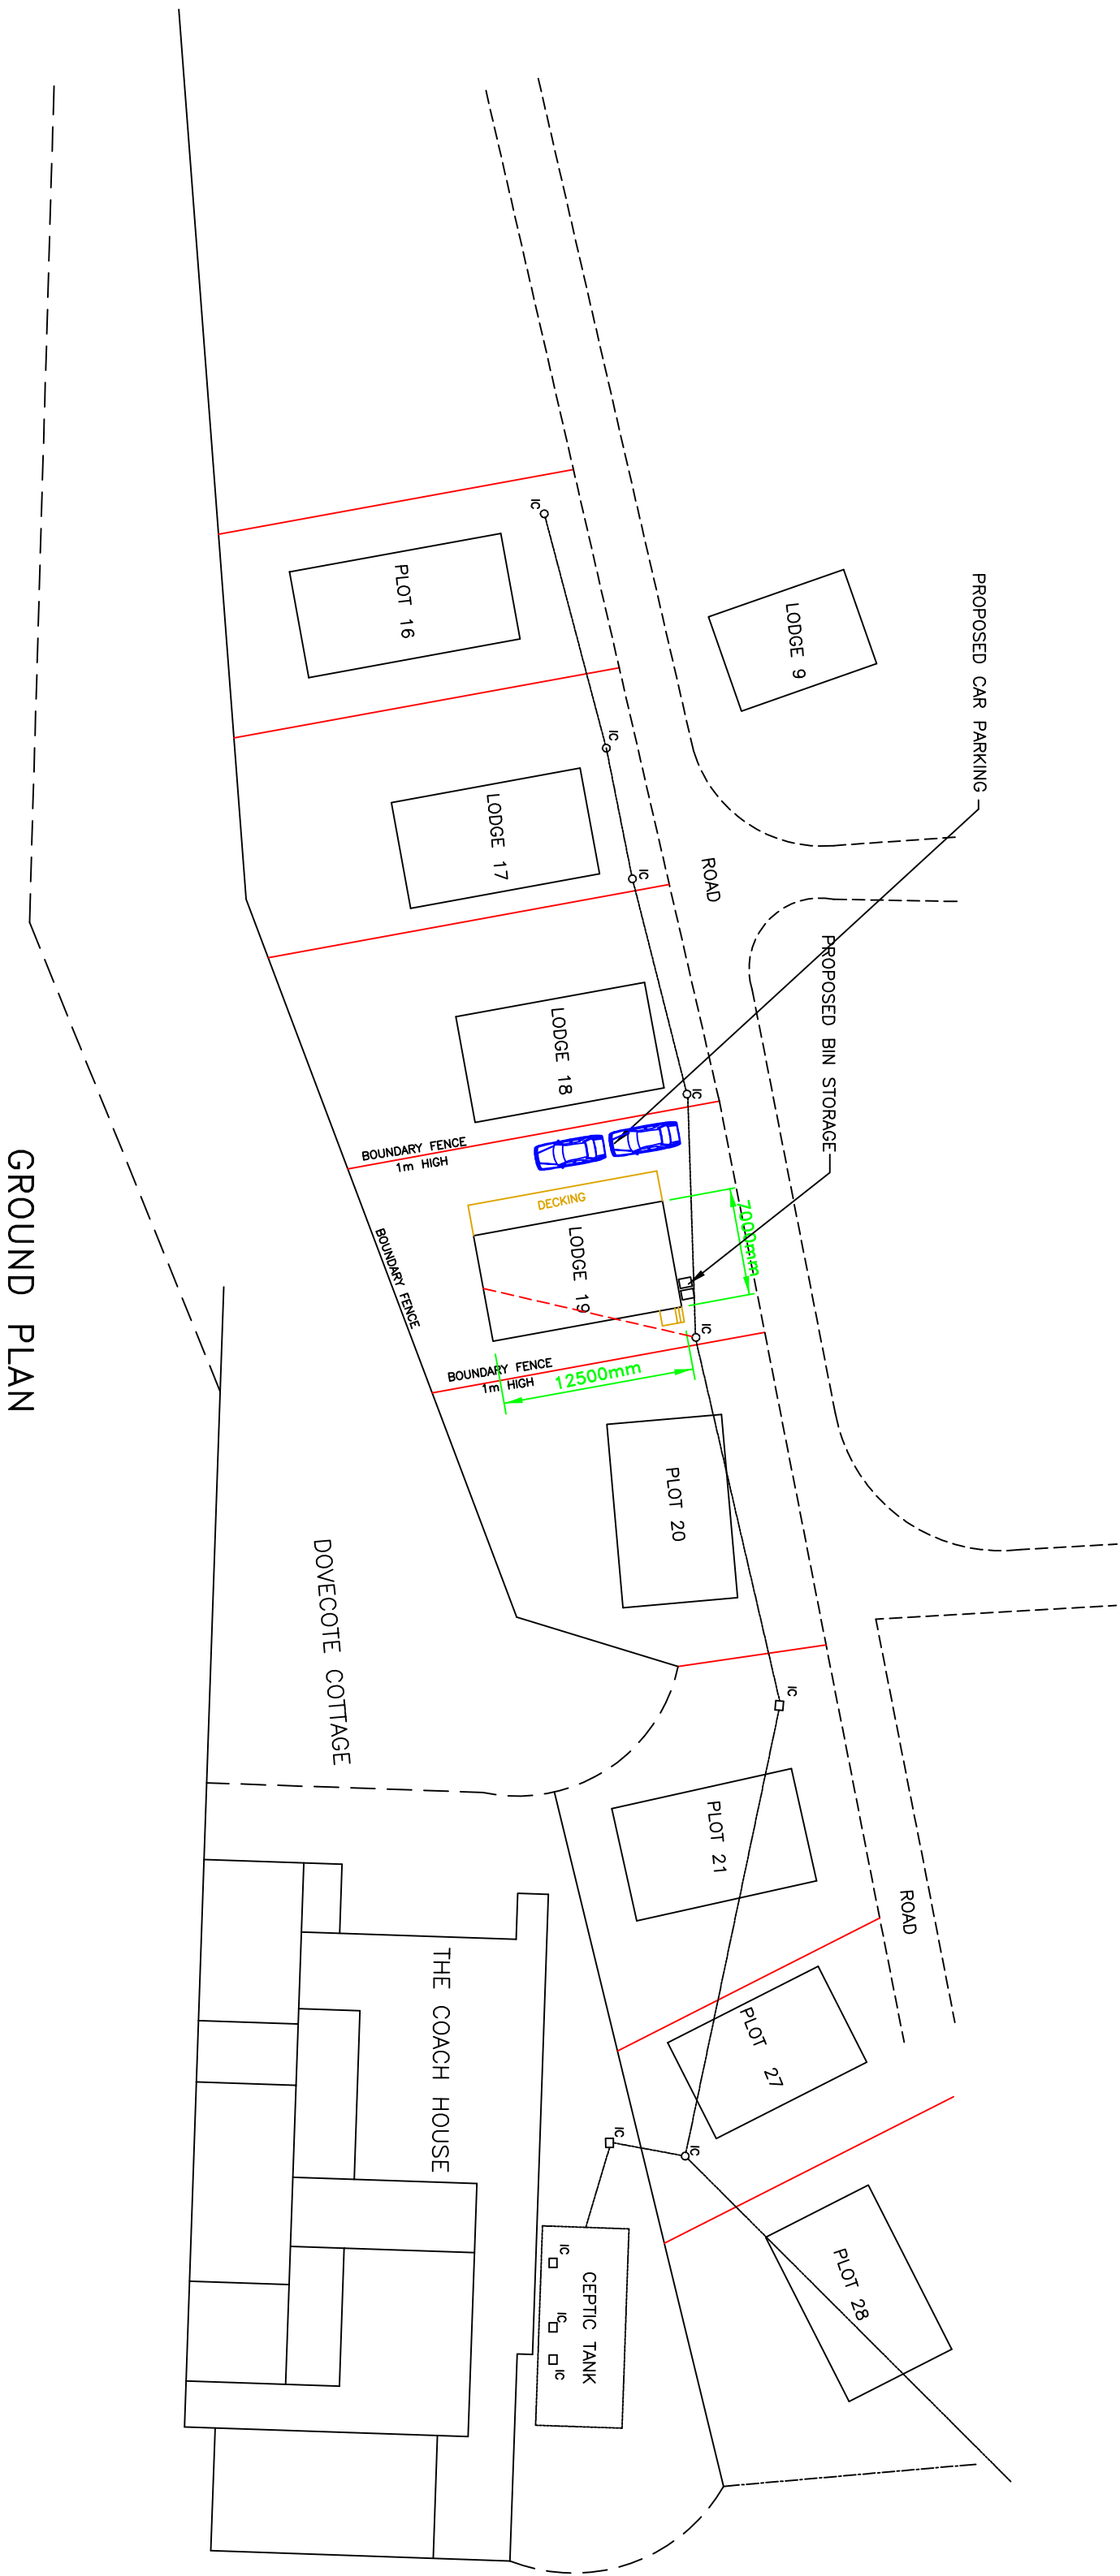 PROPOSED CAR PARKING
LODGE 9
IC
PLOT 16
IC
LODGE 17
IC
ROAD
PROPOSED BIN STORAGE
LODGE 18
IC
BOUNDARY FENCE
1m HIGH
DECKING
7000mm
LODGE 19
BOUNDARY FENCE
IC
BOUNDARY FENCE
1m HIGH
12500mm
PLOT 20
GROUND PLAN
DOVECOTE COTTAGE
IC
PLOT 21
ROAD
THE COACH HOUSE
PLOT 27
IC
IC
PLOT 28
CEPTIC TANK
IC
IC
IC